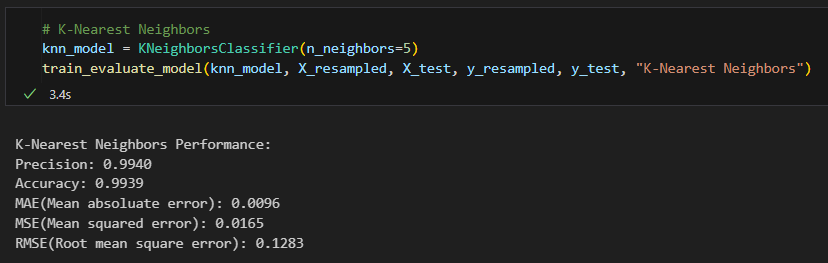 # K-Nearest Neighbors
knn_model = KNeighborsClassifier(n_neighbors=5)
train_evaluate_model(knn_model, X_resampled, X_test, y_resampled, y_test, "K-Nearest Neighbors")
✓ 3.4s
K-Nearest Neighbors Performance:
Precision: 0.9940
Accuracy: 0.9939
MAE(Mean absoluate error): 0.0096
MSE(Mean squared error): 0.0165
RMSE(Root mean square error): 0.1283